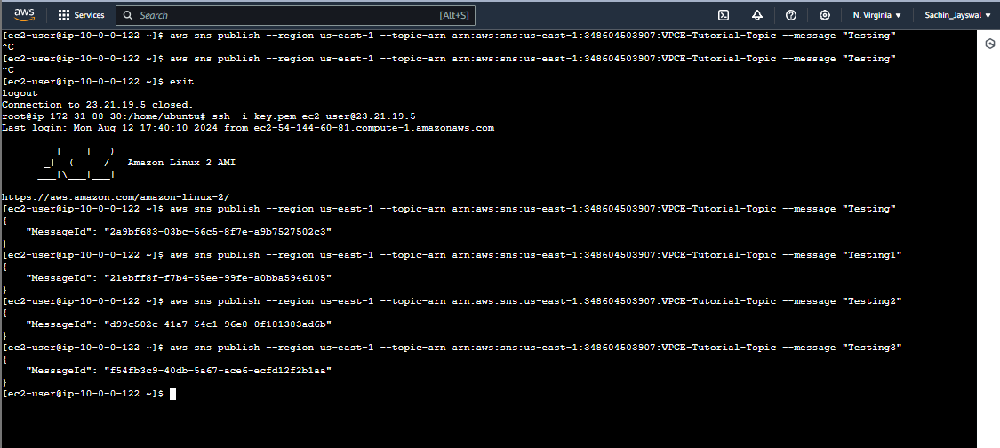 aws
Services
Search
[Alt+S]
N. Virginia
Sachin_Jayswal
[ec2-user@ip-10-0-0-122 ~]$ aws sns publish --region us-east-1 --topic-arn arn:aws:sns:us-east-1:348604503907:VPCE-Tutorial-Topic --message "Testing"
^C
[ec2-user@ip-10-0-0-122 ~]$ aws sns publish --region us-east-1 --topic-arn arn:aws:sns:us-east-1:348604503907:VPCE-Tutorial-Topic --message "Testing"
^C
[ec2-user@ip-10-0-0-122 ~]$ exit
logout
Connection to 23.21.19.5 closed.
root@ip-172-31-88-30:/home/ubuntu# ssh -i key.pem ec2-user@23.21.19.5
Last login: Mon Aug 12 17:40:10 2024 from ec2-54-144-60-81.compute-1.amazonaws.com
       __|  __|_  )
       _|  (     /   Amazon Linux 2 AMI
      ___|\___|___|
https://aws.amazon.com/amazon-linux-2/
[ec2-user@ip-10-0-0-122 ~]$ aws sns publish --region us-east-1 --topic-arn arn:aws:sns:us-east-1:348604503907:VPCE-Tutorial-Topic --message "Testing"
{
    "MessageId": "2a9bf683-03bc-56c5-8f7e-a9b7527502c3"
}
[ec2-user@ip-10-0-0-122 ~]$ aws sns publish --region us-east-1 --topic-arn arn:aws:sns:us-east-1:348604503907:VPCE-Tutorial-Topic --message "Testing1"
{
    "MessageId": "21ebff8f-f7b4-55ee-99fe-a0bba5946105"
}
[ec2-user@ip-10-0-0-122 ~]$ aws sns publish --region us-east-1 --topic-arn arn:aws:sns:us-east-1:348604503907:VPCE-Tutorial-Topic --message "Testing2"
{
    "MessageId": "d99c502c-41a7-54c1-96e8-0f181383ad6b"
}
[ec2-user@ip-10-0-0-122 ~]$ aws sns publish --region us-east-1 --topic-arn arn:aws:sns:us-east-1:348604503907:VPCE-Tutorial-Topic --message "Testing3"
{
    "MessageId": "f54fb3c9-40db-5a67-ace6-ecfd12f2b1aa"
}
[ec2-user@ip-10-0-0-122 ~]$